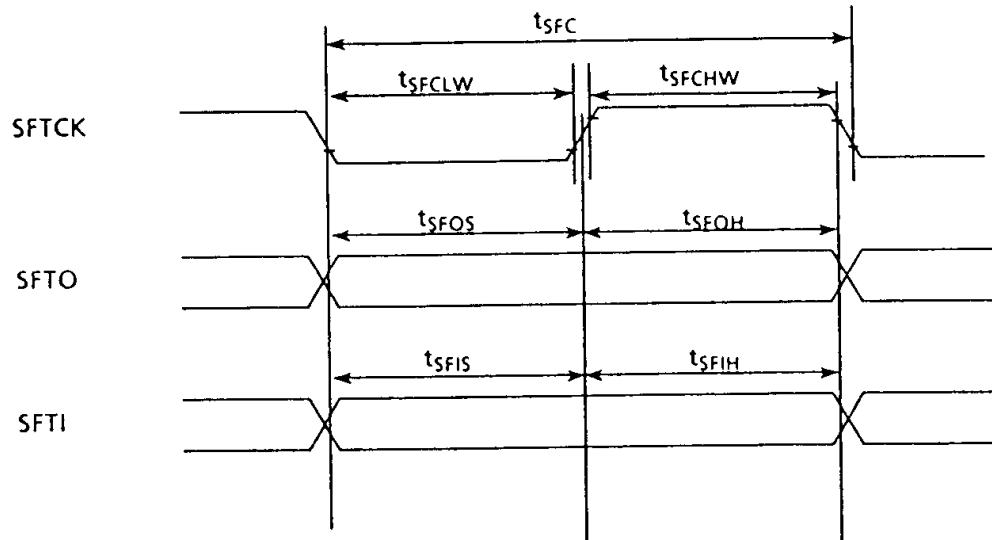 tSFC
tSFCLW
tSFCHW
SFTCK
tSFOS
tSFOH
SFTO
tSFIS
tSFIH
SFTI